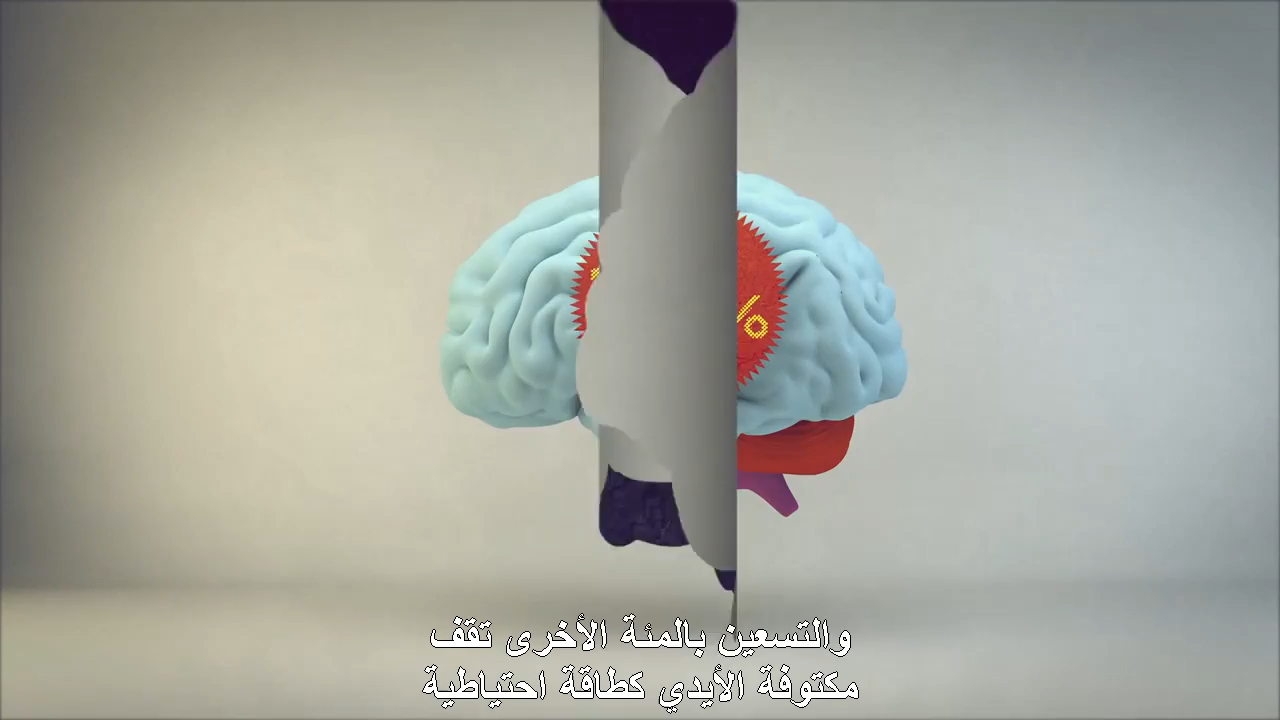 %
والتسعين بالمئة الأخرى تقف
مكتوفة الأيدي كطاقة احتياطية